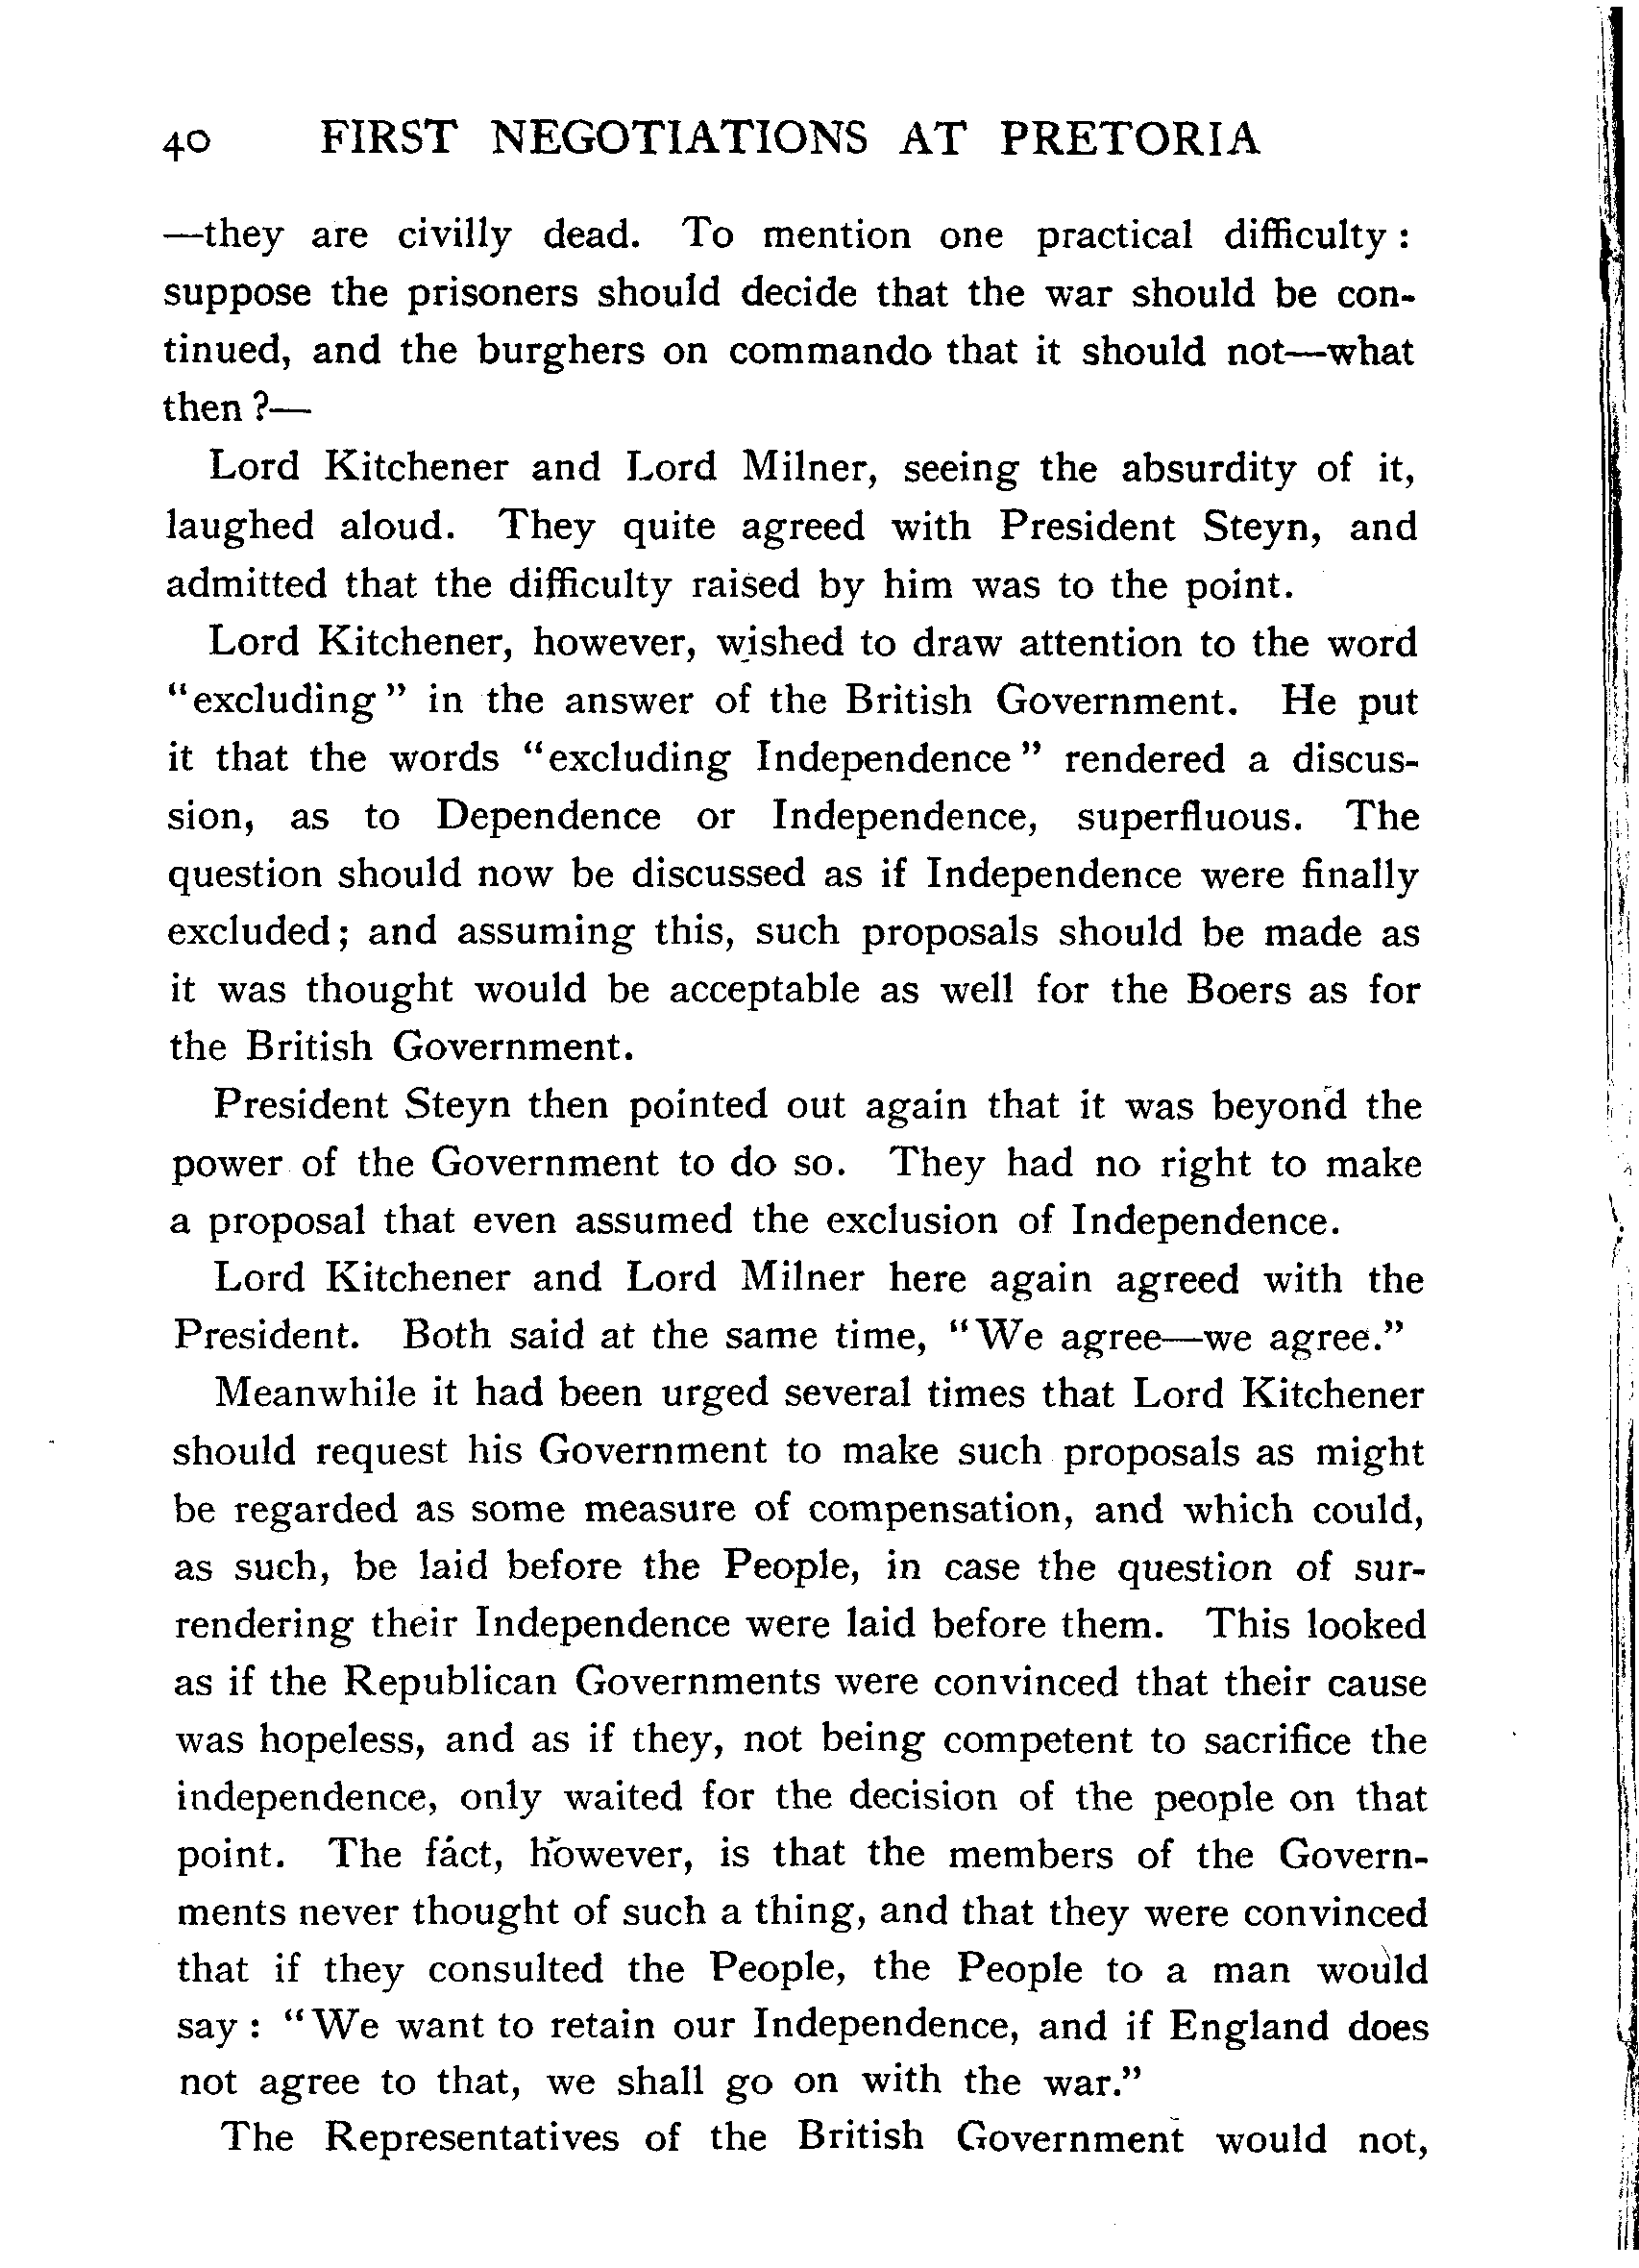 40 FIRST NEGOTIATIONS AT PRETORIA
—they are civilly dead. To mention one practical difficulty :
suppose the prisoners should decide that the war should be con-
tinued, and the burghers on commando that it should not—what
then ?—
Lord Kitchener and Lord Milner, seeing the absurdity of it,
laughed aloud. They quite agreed with President Steyn, and
admitted that the difficulty raised by him was to the point.
Lord Kitchener, however, wished to draw attention to the word
"excluding" in the answer of the British Government. He put
it that the words "excluding Independence" rendered a discus-
sion, as to Dependence or Independence, superfluous. The
question should now be discussed as if Independence were finally
excluded; and assuming this, such proposals should be made as
it was thought would be acceptable as well for the Boers as for
the British Government.
President Steyn then pointed out again that it was beyond the
power of the Government to do so. They had no right to make
a proposal that even assumed the exclusion of Independence.
Lord Kitchener and Lord Milner here again agreed with the
President. Both said at the same time, "We agree—we agree."
Meanwhile it had been urged several times that Lord Kitchener
should request his Government to make such proposals as might
be regarded as some measure of compensation, and which could,
as such, be laid before the People, in case the question of sur-
rendering their Independence were laid before them. This looked
as if the Republican Governments were convinced that their cause
was hopeless, and as if they, not being competent to sacrifice the
independence, only waited for the decision of the people on that
point. The fact, however, is that the members of the Govern-
ments never thought of such a thing, and that they were convinced
that if they consulted the People, the People to a man would
say : "We want to retain our Independence, and if England does
not agree to that, we shall go on with the war."
The Representatives of the British Government would not,